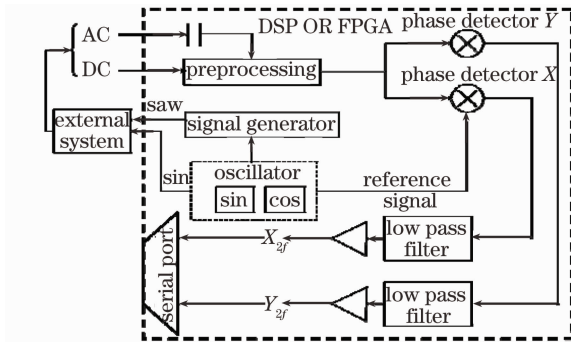 AC
DSP OR FPGA
phase detector Y
DC
preprocessing
phase detector X
saw
external
system
signal generator
sin
oscillator
sin
cos
reference
signal
serial port
X2f
low pass
filter
Y2f
low pass
filter